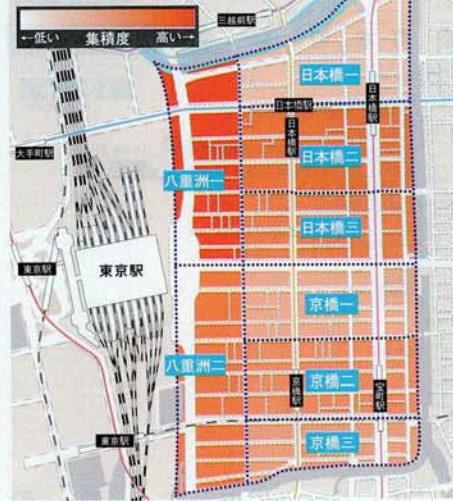 ←低い 集積度 高い→
三越前駅
日本橋一
日本橋駅
日本橋駅
日本橋駅
大手町駅
日本橋二
八重洲一
日本橋三
東京駅
東京駅
京橋一
八重洲二
京橋二
京橋駅
宝町駅
京橋三
東京駅